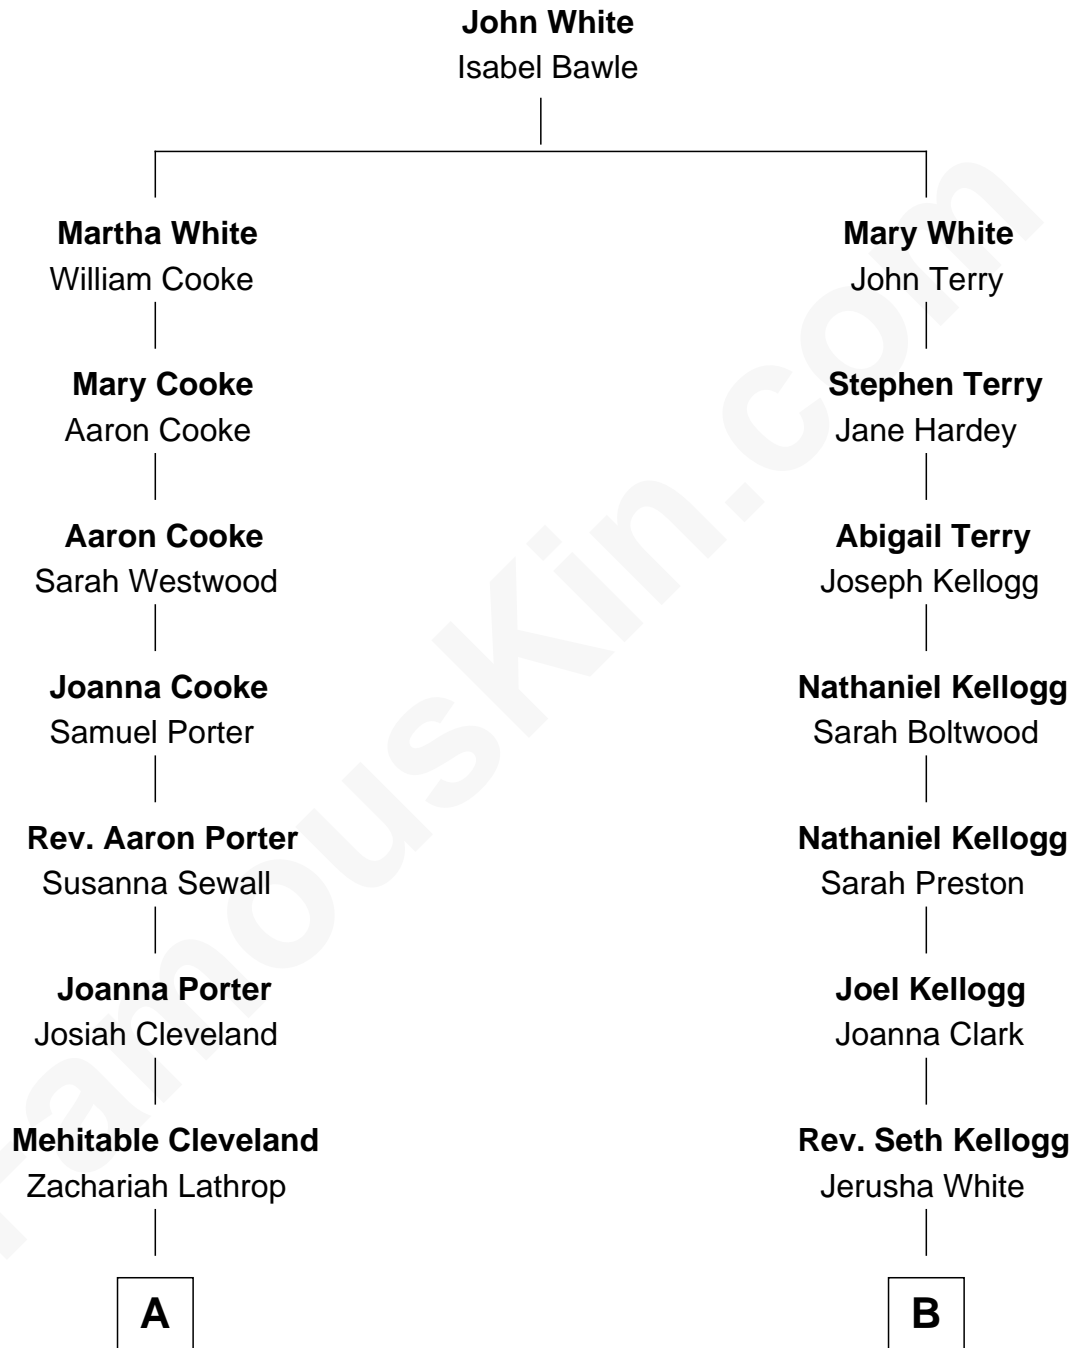 John White
Isabel Bawle
Martha White
William Cooke
Mary White
John Terry
Mary Cooke
Aaron Cooke
Stephen Terry
Jane Hardey
Aaron Cooke
Sarah Westwood
Abigail Terry
Joseph Kellogg
Joanna Cooke
Samuel Porter
Nathaniel Kellogg
Sarah Boltwood
Rev. Aaron Porter
Susanna Sewall
Nathaniel Kellogg
Sarah Preston
Joanna Porter
Josiah Cleveland
Joel Kellogg
Joanna Clark
Mehitable Cleveland
Zachariah Lathrop
Rev. Seth Kellogg
Jerusha White
A
B
FamousKin.com